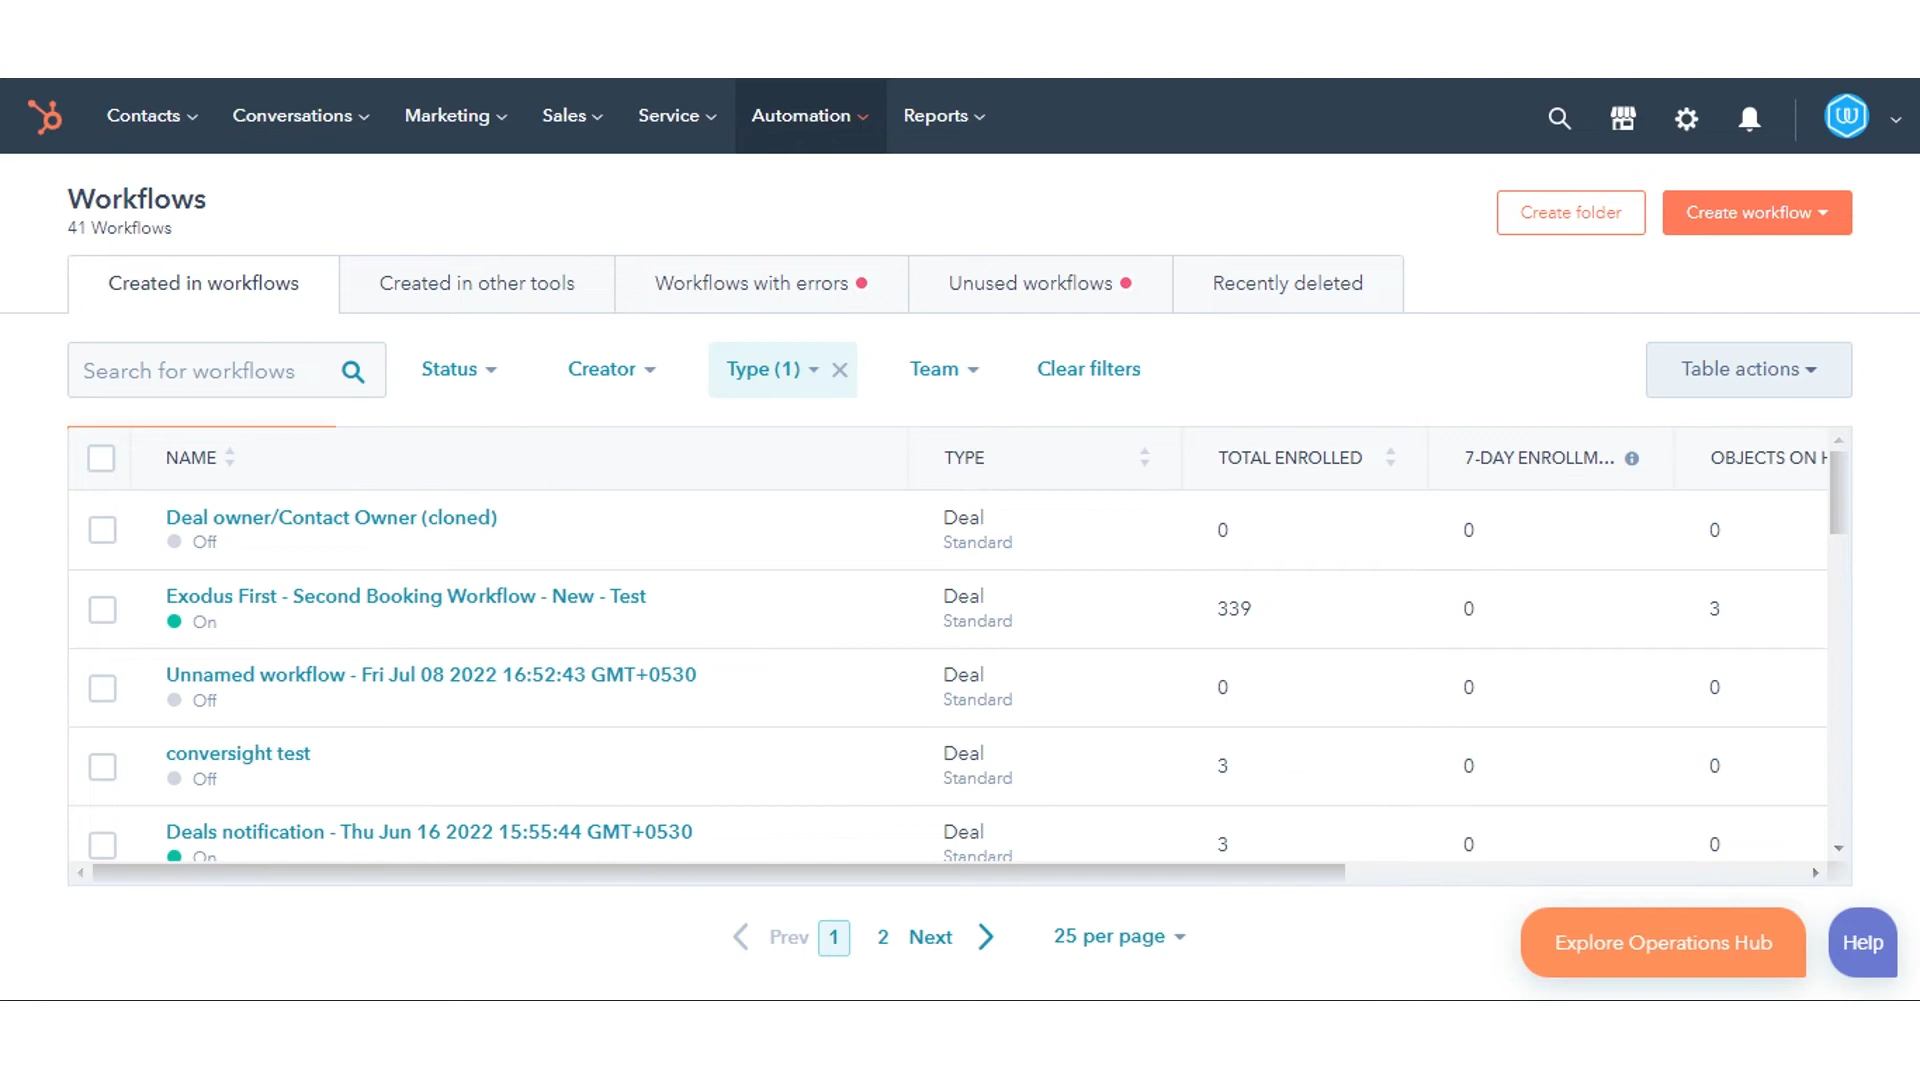 Contacts Conversations Marketing Sales Service Automation Reports
Workflows
41 Workflows
Create folder
Create workflow
Created in workflows
Created in other tools
Workflows with errors
Unused workflows
Recently deleted
Search for workflows
Status
Creator
Type (1)
Team
Clear filters
Table actions
NAME TYPE TOTAL ENROLLED 7-DAY ENROLLM... OBJECTS ON
Deal owner/Contact Owner (cloned) Deal 0 0 0
Off Standard
Exodus First - Second Booking Workflow - New - Test Deal 339 0 3
On Standard
Unnamed workflow - Fri Jul 08 2022 16:52:43 GMT+0530 Deal 0 0 0
Off Standard
conversight test Deal 3 0 0
Off Standard
Deals notification - Thu Jun 16 2022 15:55:44 GMT+0530 Deal 3 0 0
On Standard
Prev 1 2 Next 25 per page
Explore Operations Hub
Help